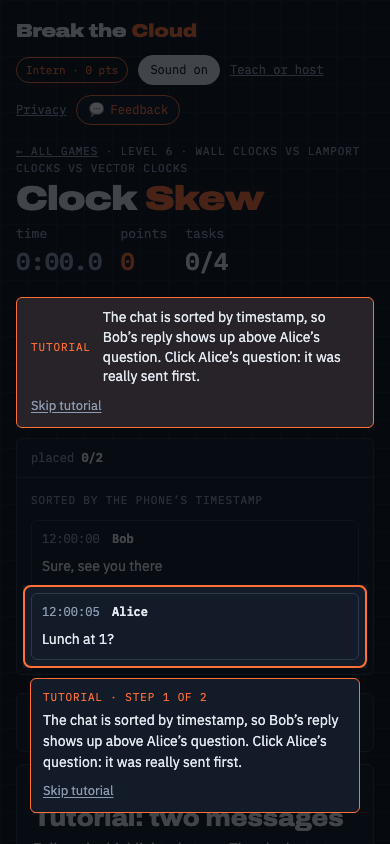 Break the Cloud
Intern · 0 pts
Sound on
Teach or host
Privacy
💬 Feedback
← ALL GAMES · LEVEL 6 · WALL CLOCKS VS LAMPORT
CLOCKS VS VECTOR CLOCKS
Clock Skew
time points tasks
0:00.0 0 0/4
TUTORIAL
The chat is sorted by timestamp, so
Bob’s reply shows up above Alice’s
question. Click Alice’s question: it was
really sent first.
Skip tutorial
placed 0/2
SORTED BY THE PHONE’S TIMESTAMP
12:00:00 Bob
Sure, see you there
12:00:05 Alice
Lunch at 1?
TUTORIAL · STEP 1 OF 2
The chat is sorted by timestamp, so Bob’s reply
shows up above Alice’s question. Click Alice’s
question: it was really sent first.
Skip tutorial
Tutorial: two messages